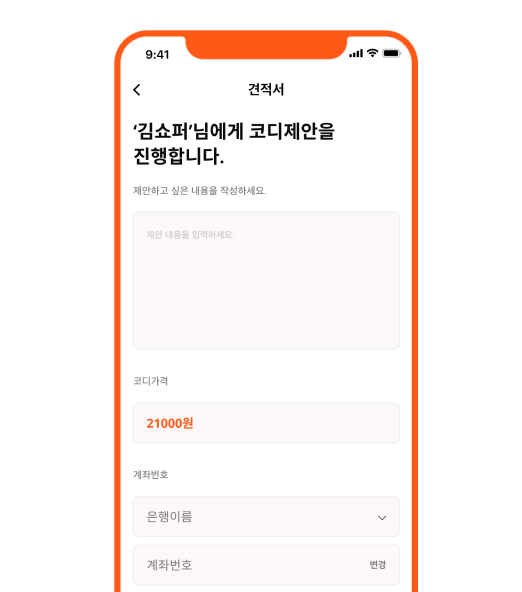 9:41
견적서
‘김쇼퍼’님에게 코디제안을
진행합니다.
제안하고 싶은 내용을 작성하세요.
제안 내용을 입력하세요.
코디가격
21000원
계좌번호
은행이름
계좌번호 변경